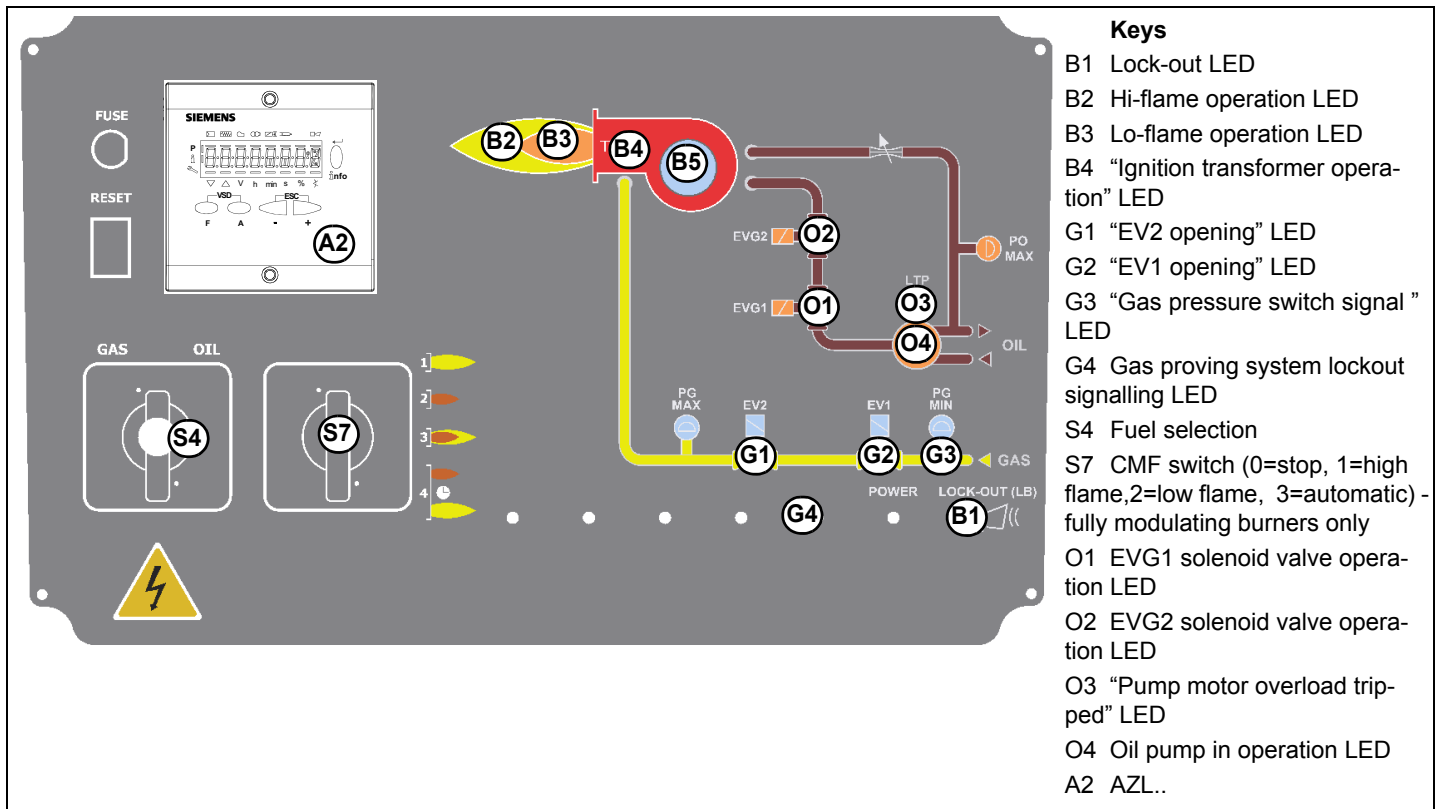 FUSE
SIEMENS
P
V h min s %
Info
VSD ESC
F A - +
A2
RESET
B2
B3
T
B4
B5
EVG2
O2
EVG1
O1
LTP
O3
O4
PO
MAX
OIL
GAS OIL
S4
S7
1
2
3
4
PG
MAX
EV2
EV1
PG
MIN
G1
G2
G3
GAS
G4
POWER
LOCK-OUT (LB)
B1
Keys
B1 Lock-out LED
B2 Hi-flame operation LED
B3 Lo-flame operation LED
B4 “Ignition transformer opera-
tion” LED
G1 “EV2 opening” LED
G2 “EV1 opening” LED
G3 “Gas pressure switch signal ”
LED
G4 Gas proving system lockout
signalling LED
S4 Fuel selection
S7 CMF switch (0=stop, 1=high
flame,2=low flame, 3=automatic) -
fully modulating burners only
O1 EVG1 solenoid valve opera-
tion LED
O2 EVG2 solenoid valve opera-
tion LED
O3 “Pump motor overload trip-
ped” LED
O4 Oil pump in operation LED
A2 AZL..